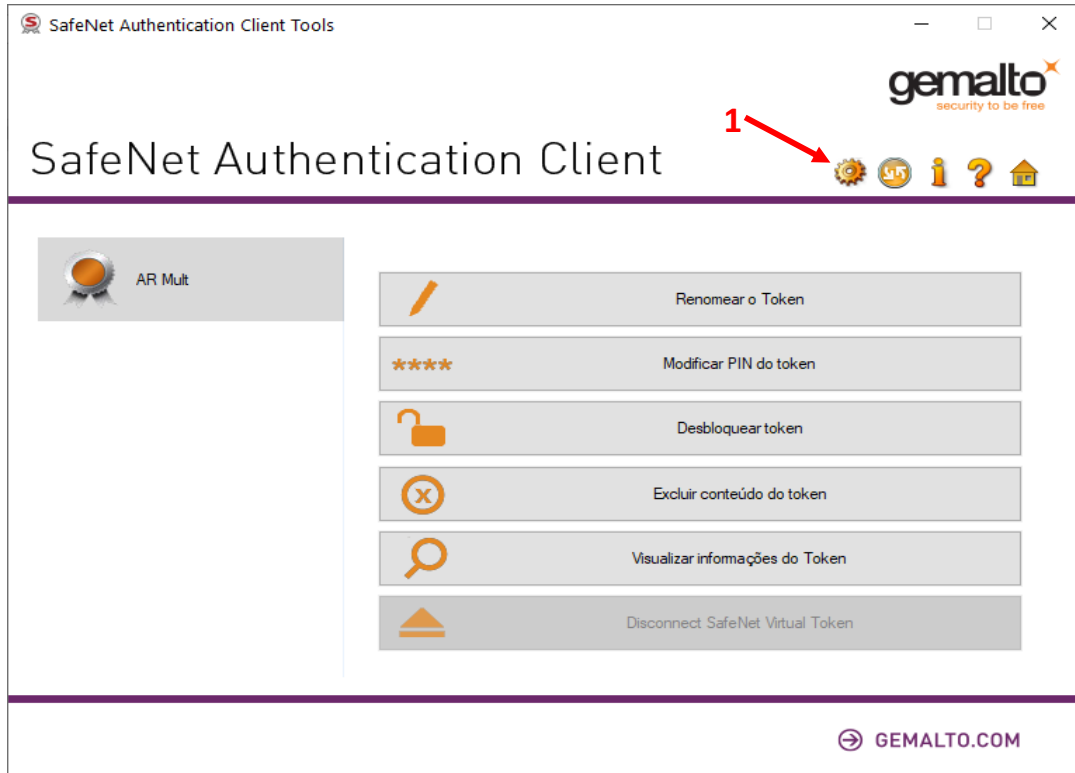 SafeNet Authentication Client Tools
gemalto
security to be free
1
SafeNet Authentication Client
AR Mult
Renomear o Token
**** Modificar PIN do token
Desbloquear token
Excluir conteúdo do token
Visualizar informações do Token
Disconnect SafeNet Virtual Token
GEMALTO.COM